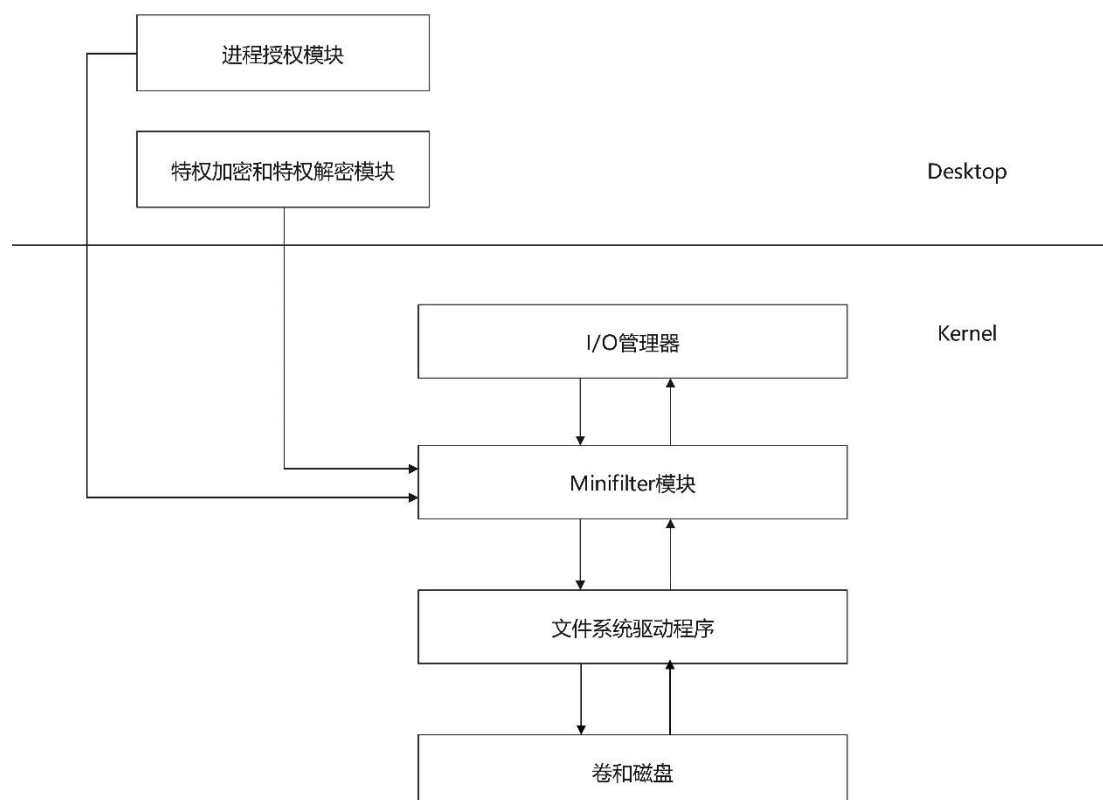 进程授权模块
特权加密和特权解密模块
Desktop
Kernel
I/O管理器
Minifilter模块
文件系统驱动程序
卷和磁盘